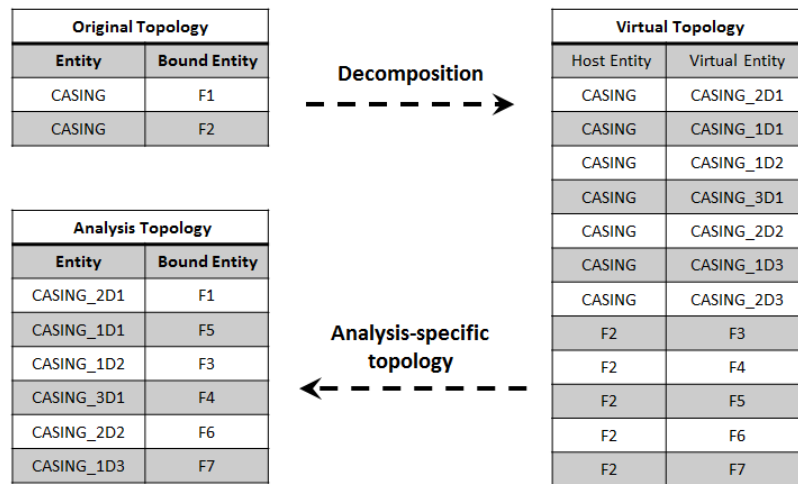 Original Topology
Entity Bound Entity
CASING F1
CASING F2
Decomposition
Virtual Topology
Host Entity Virtual Entity
CASING CASING_2D1
CASING CASING_1D1
CASING CASING_1D2
CASING CASING_3D1
CASING CASING_2D2
CASING CASING_1D3
CASING CASING_2D3
F2 F3
F2 F4
F2 F5
F2 F6
F2 F7
Analysis-specific
topology
Analysis Topology
Entity Bound Entity
CASING_2D1 F1
CASING_1D1 F5
CASING_1D2 F3
CASING_3D1 F4
CASING_2D2 F6
CASING_1D3 F7